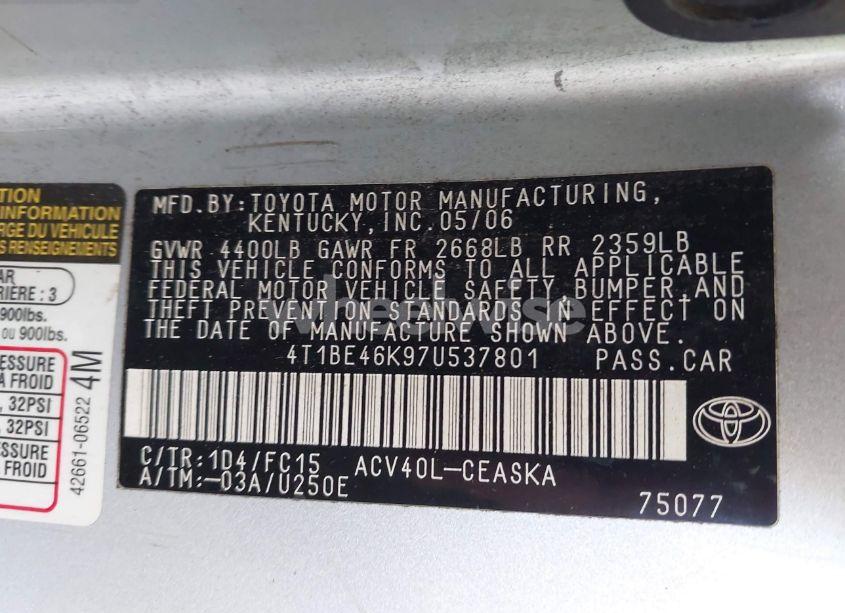 TION
INFORMATION
RGE DU VÉHICULE
S RENSEIGNEMENTS
AR
RIERE : 3
900lbs.
ou 900lbs.
ESSURE
A FROID
, 32PSI
, 32PSI
ESSURE
A FROID
42661-06522 4M
MFD.BY: TOYOTA MOTOR MANUFACTURING,
KENTUCKY, INC. 05/06
GVWR 4400LB GAWR FR 2668LB RR 2359LB
THIS VEHICLE CONFORMS TO ALL APPLICABLE
FEDERAL MOTOR VEHICLE SAFETY, BUMPER, AND
THEFT PREVENTION STANDARDS IN EFFECT ON
THE DATE OF MANUFACTURE SHOWN ABOVE.
4T1BE46K97U537801 PASS.CAR
C/TR: 1D4/FC15 ACV40L-CEASKA
A/TM:-03A/U250E
75077
wheelwise